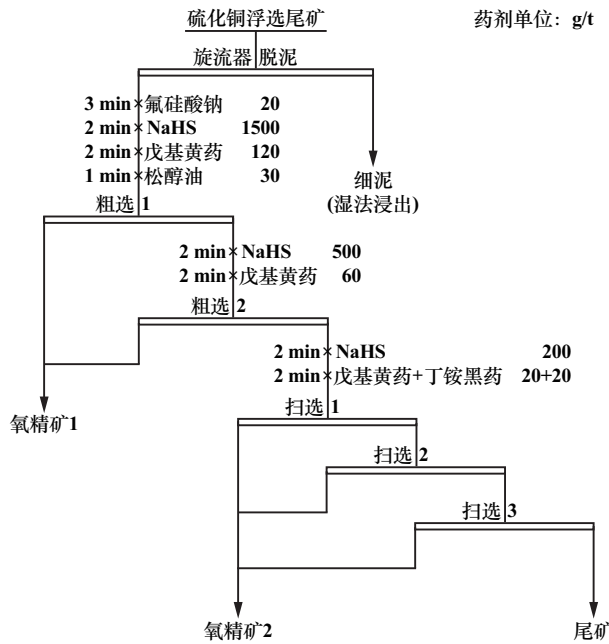 硫化铜浮选尾矿
药剂单位：g/t
旋流器 脱泥
3 min×氟硅酸钠 20
2 min×NaHS 1500
2 min×戊基黄药 120
1 min×松醇油 30
细泥
(湿法浸出)
粗选 1
2 min×NaHS 500
2 min×戊基黄药 60
粗选 2
2 min×NaHS 200
2 min×戊基黄药+丁铵黑药 20+20
氧精矿1
扫选 1
扫选 2
扫选 3
氧精矿2
尾矿